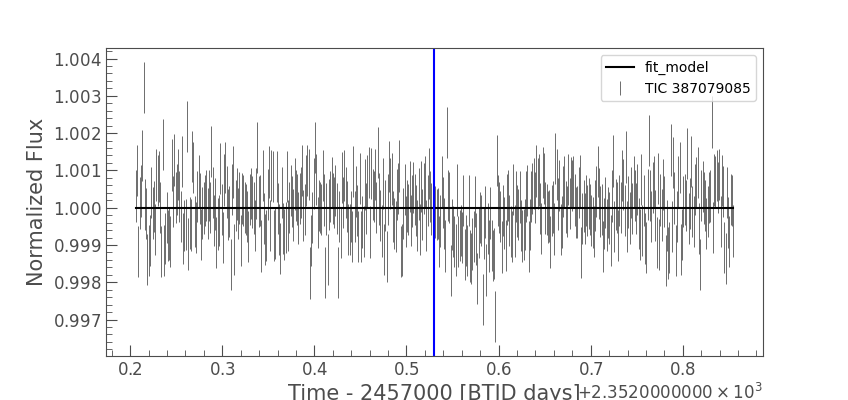 1.004
1.003
1.002
1.001
1.000
0.999
0.998
0.997
Normalized Flux
fit_model
TIC 387079085
0.2 0.3 0.4 0.5 0.6 0.7 0.8
Time - 2457000 [BTJD days]
+2.3520000000 × 10³